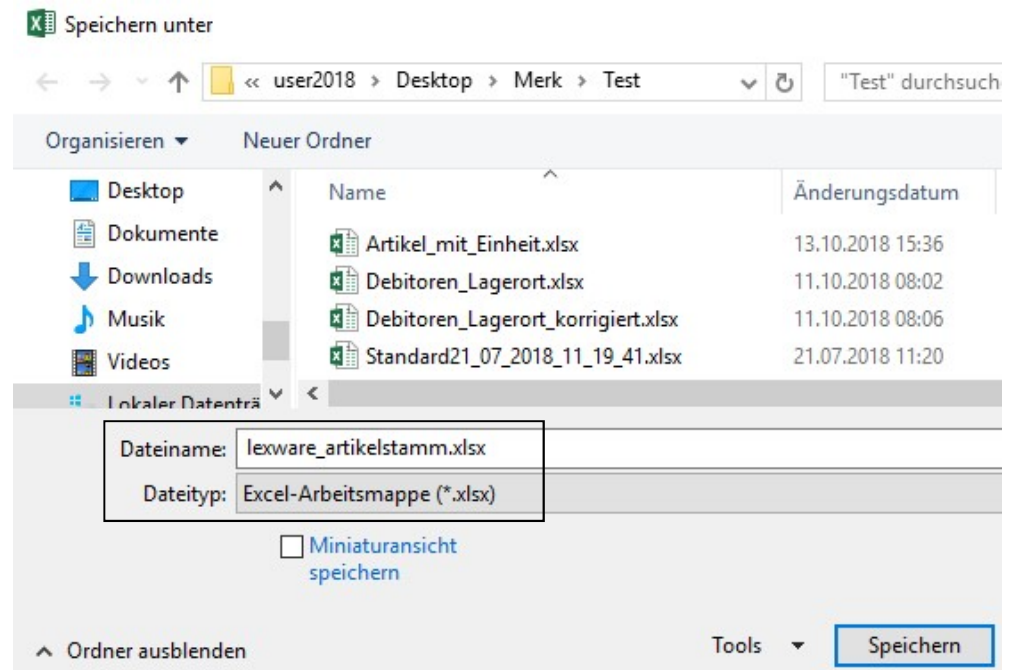 Speichern unter
« user2018 > Desktop > Merk > Test "Test" durchsuch
Organisieren Neuer Ordner
Desktop
Dokumente
Downloads
Musik
Videos
Lokaler Datenträ
Name Änderungsdatum
Artikel_mit_Einheit.xlsx 13.10.2018 15:36
Debitoren_Lagerort.xlsx 11.10.2018 08:02
Debitoren_Lagerort_korrigiert.xlsx 11.10.2018 08:06
Standard21_07_2018_11_19_41.xlsx 21.07.2018 11:20
Dateiname: lexware_artikelstamm.xlsx
Dateityp: Excel-Arbeitsmappe (*.xlsx)
Miniaturansicht
speichern
Ordner ausblenden Tools Speichern